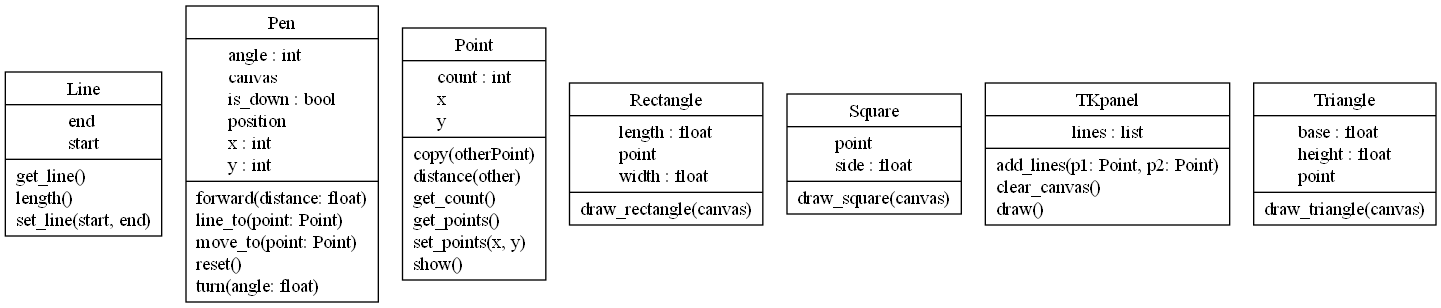 Line
end
start
get_line()
length()
set_line(start, end)
Pen
angle : int
canvas
is_down : bool
position
x : int
y : int
forward(distance: float)
line_to(point: Point)
move_to(point: Point)
reset()
turn(angle: float)
Point
count : int
x
y
copy(otherPoint)
distance(other)
get_count()
get_points()
set_points(x, y)
show()
Rectangle
length : float
point
width : float
draw_rectangle(canvas)
Square
point
side : float
draw_square(canvas)
TKpanel
lines : list
add_lines(p1: Point, p2: Point)
clear_canvas()
draw()
Triangle
base : float
height : float
point
draw_triangle(canvas)